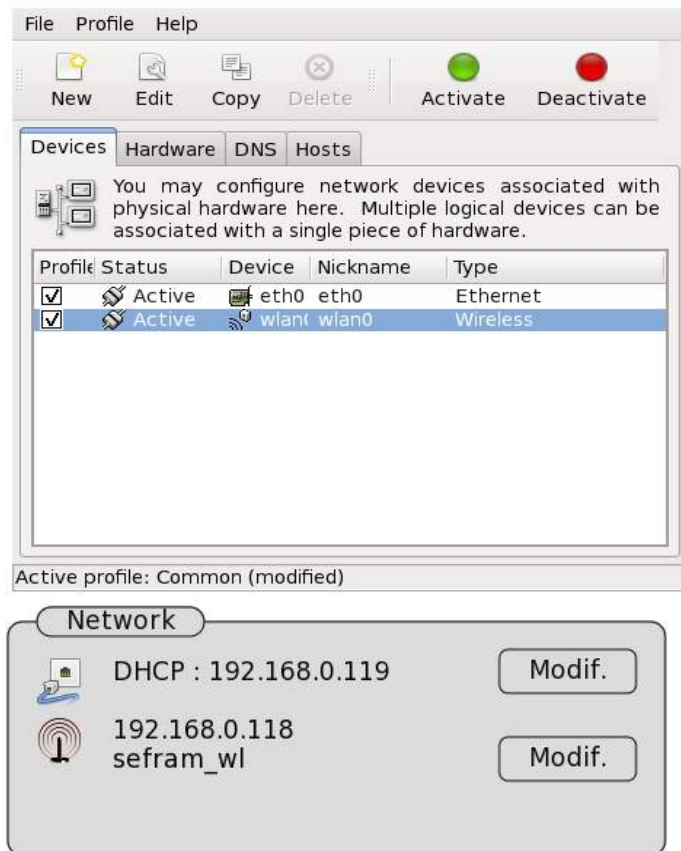 File Profile Help
New Edit Copy Delete Activate Deactivate
Devices Hardware DNS Hosts
You may configure network devices associated with
physical hardware here. Multiple logical devices can be
associated with a single piece of hardware.
Profile Status Device Nickname Type
Active eth0 eth0 Ethernet
Active wlan0 wlan0 Wireless
Active profile: Common (modified)
Network
DHCP : 192.168.0.119 Modif.
192.168.0.118
sefram_wl Modif.